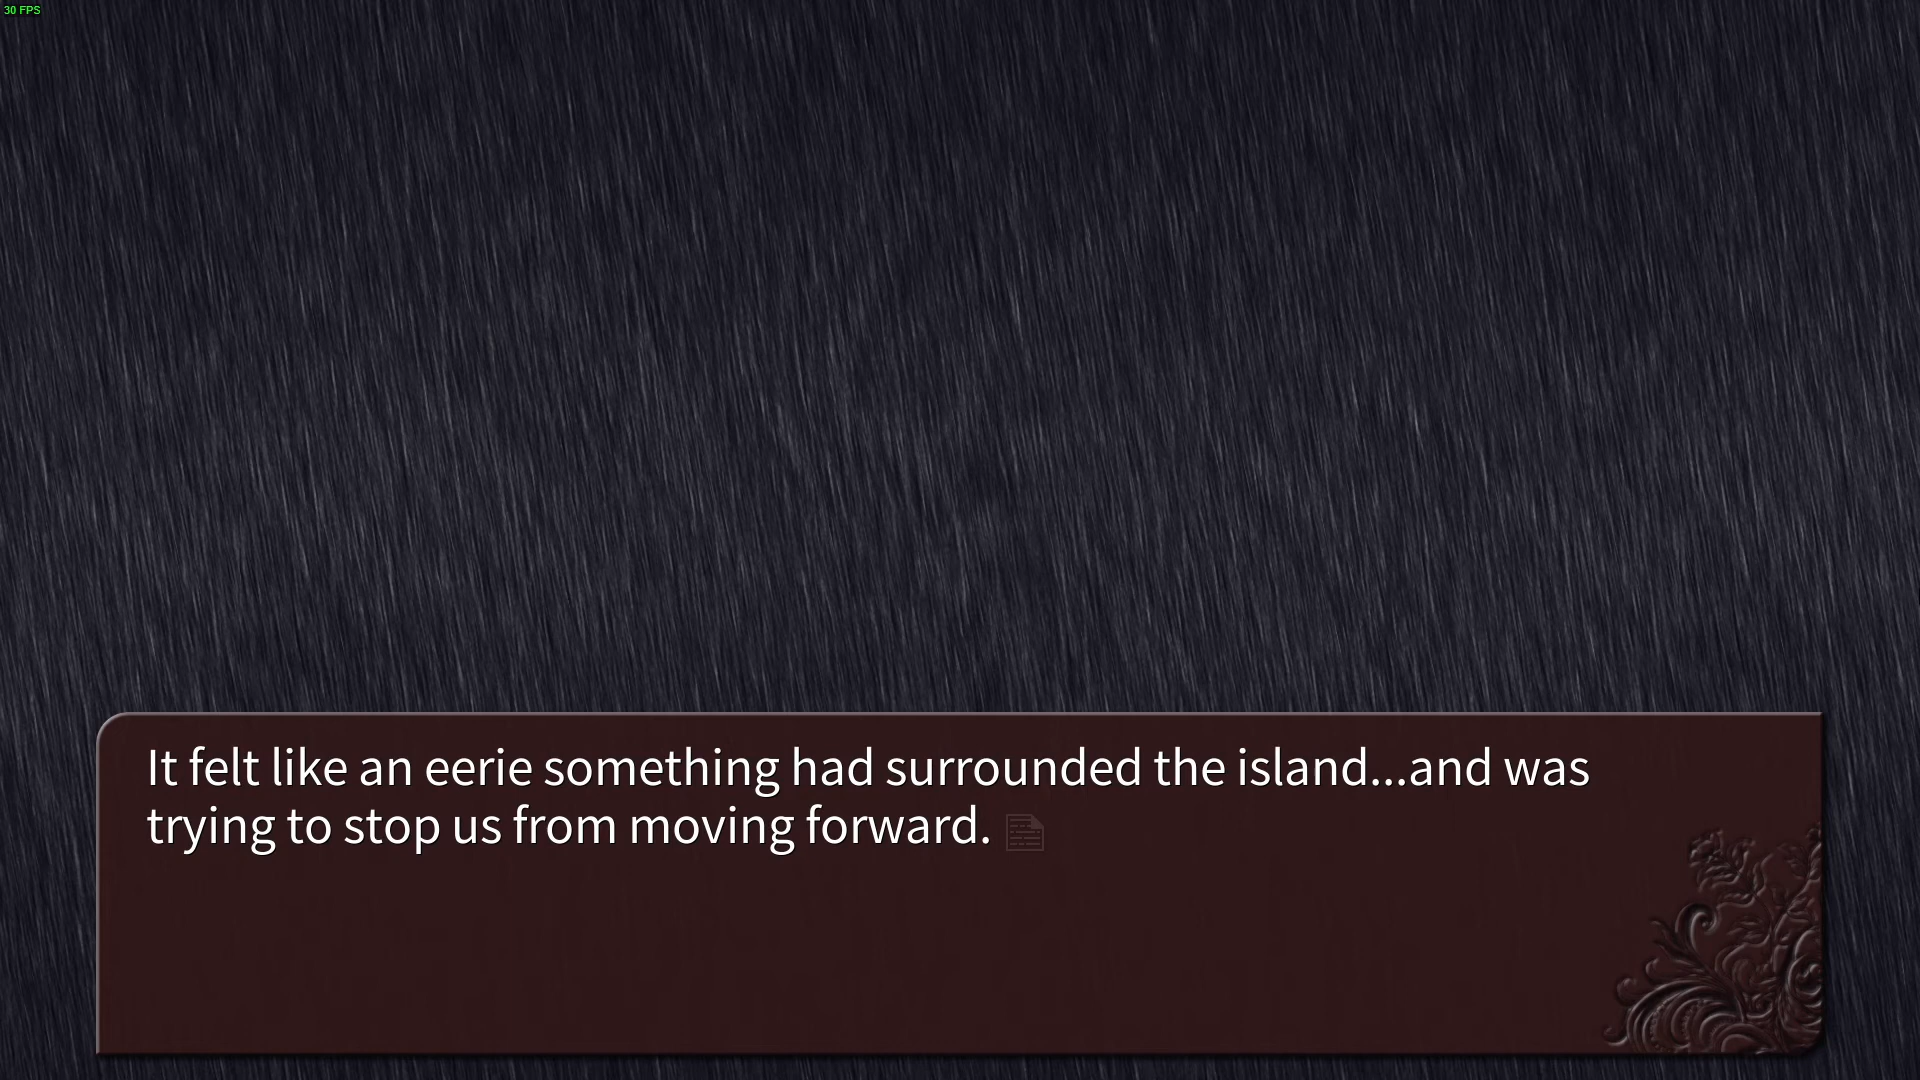 30 FPS
It felt like an eerie something had surrounded the island...and was
trying to stop us from moving forward.